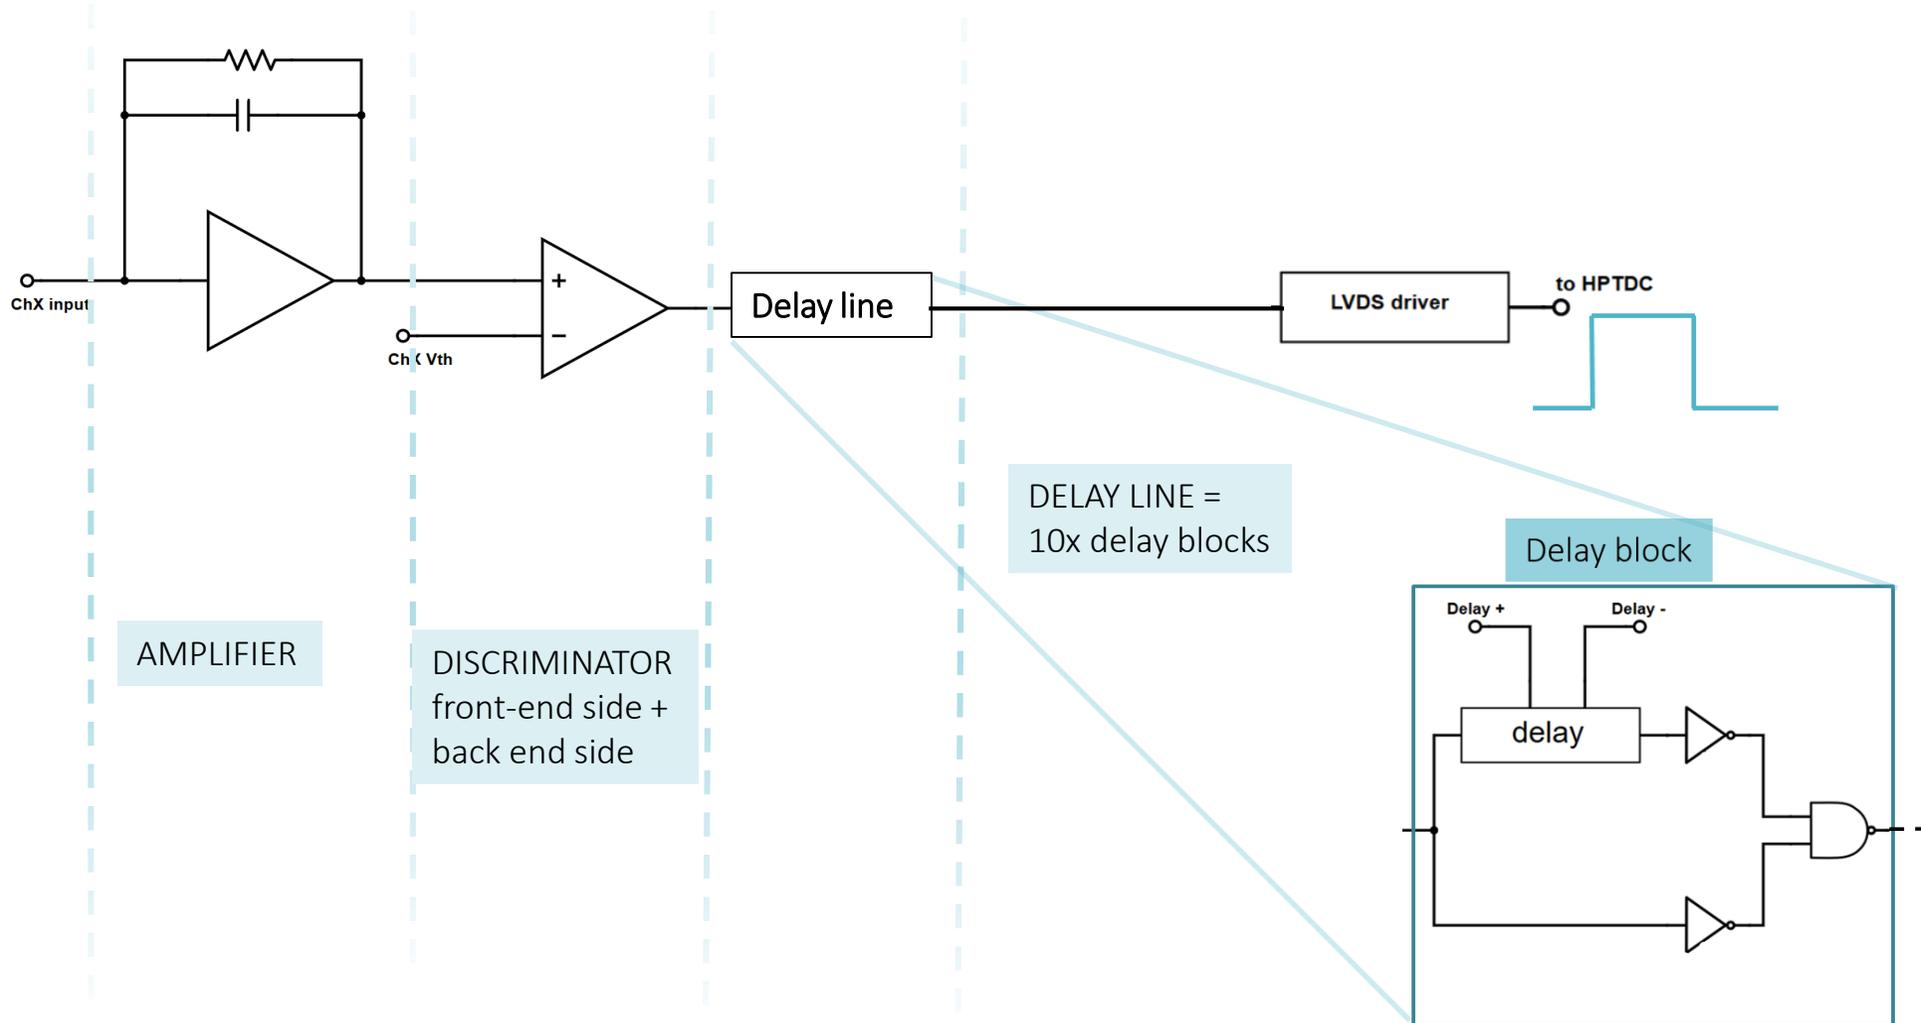 ChX input
ChX Vth
+
−
Delay line
LVDS driver
to HPTDC
DELAY LINE =
10x delay blocks
Delay block
AMPLIFIER
DISCRIMINATOR
front-end side +
back end side
Delay +
Delay -
delay